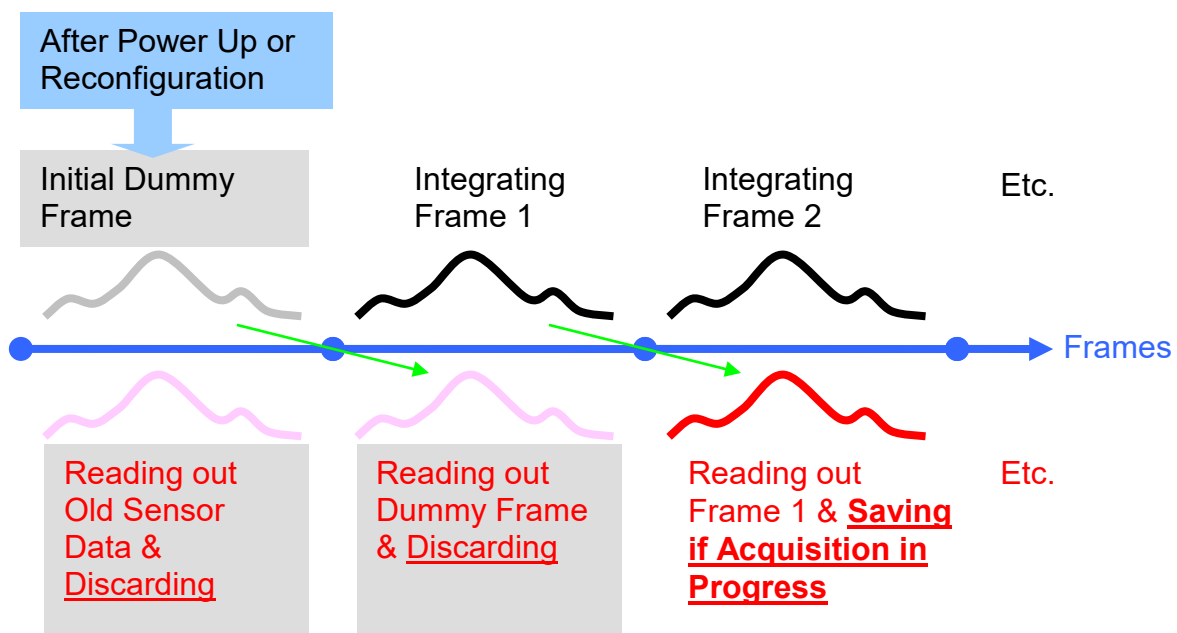 After Power Up or
Reconfiguration
Initial Dummy
Frame
Integrating
Frame 1
Integrating
Frame 2
Etc.
Frames
Reading out
Old Sensor
Data &
Discarding
Reading out
Dummy Frame
& Discarding
Reading out
Frame 1 & Saving
if Acquisition in
Progress
Etc.